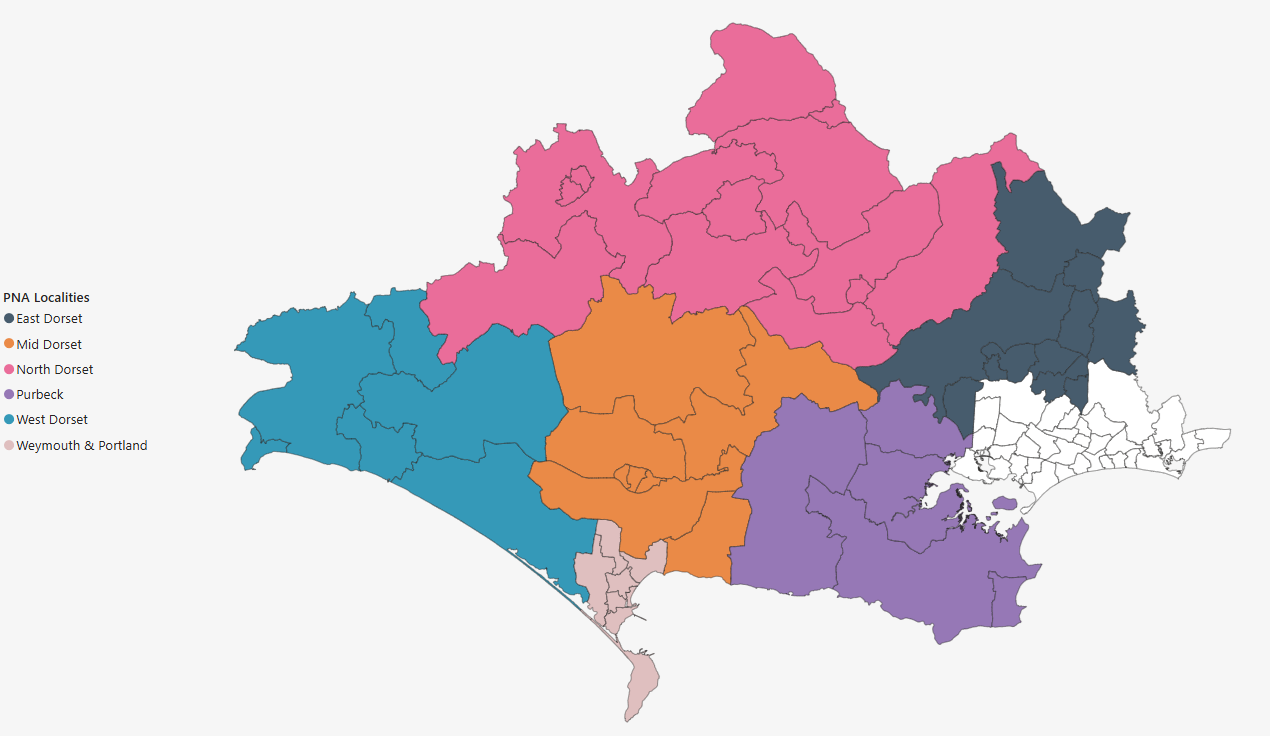 PNA Localities
East Dorset
Mid Dorset
North Dorset
Purbeck
West Dorset
Weymouth & Portland